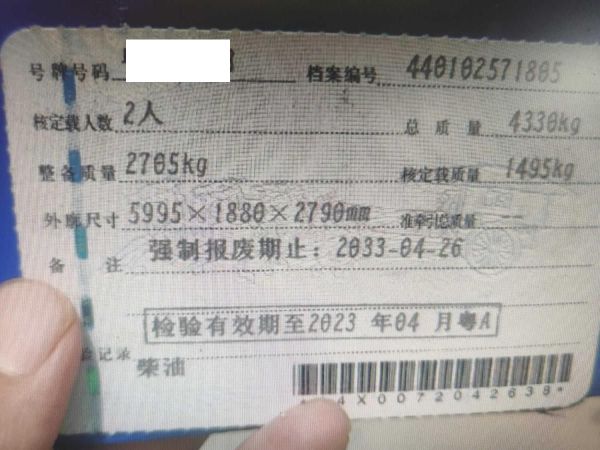 号牌号码 档案编号 440102571805
核定载人数 2人 总质量 4330kg
整备质量 2705kg 核定载质量 1495kg
外廓尺寸 5995×1880×2790mm 准牵引总质量 --
备注 强制报废期止：2033-04-26
检验有效期至2023 年04 月粤A
记录 柴油
X0072042638*